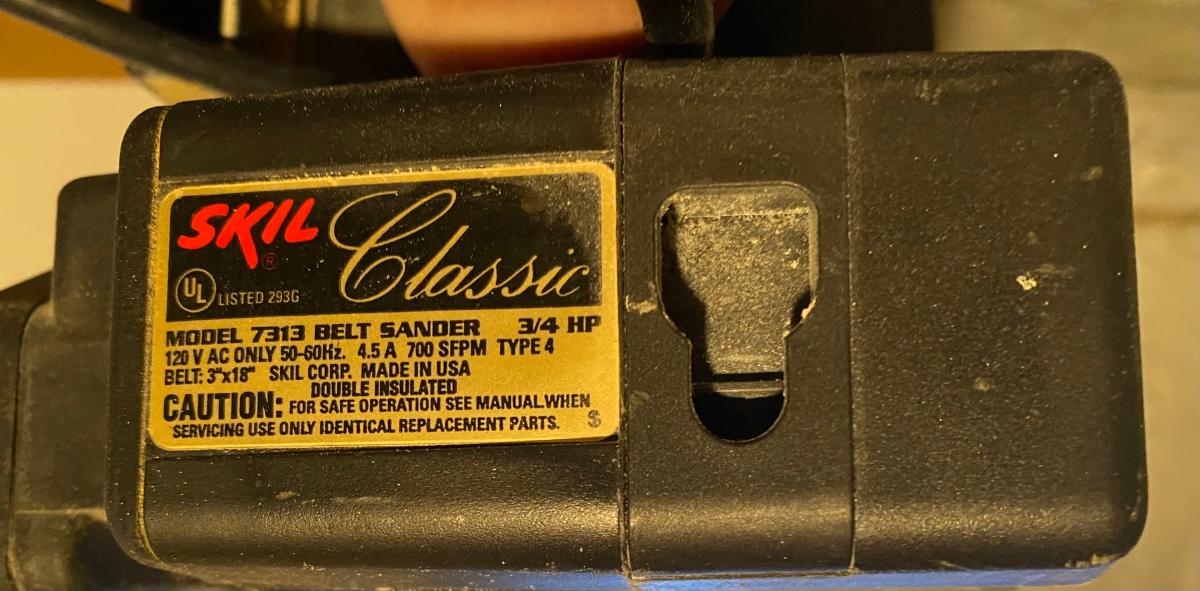 SKIL Classic
®
UL LISTED 293G
MODEL 7313 BELT SANDER 3/4 HP
120 V AC ONLY 50-60Hz. 4.5 A 700 SFPM TYPE 4
BELT: 3"x18" SKIL CORP. MADE IN USA
DOUBLE INSULATED
CAUTION: FOR SAFE OPERATION SEE MANUAL.WHEN
SERVICING USE ONLY IDENTICAL REPLACEMENT PARTS. S